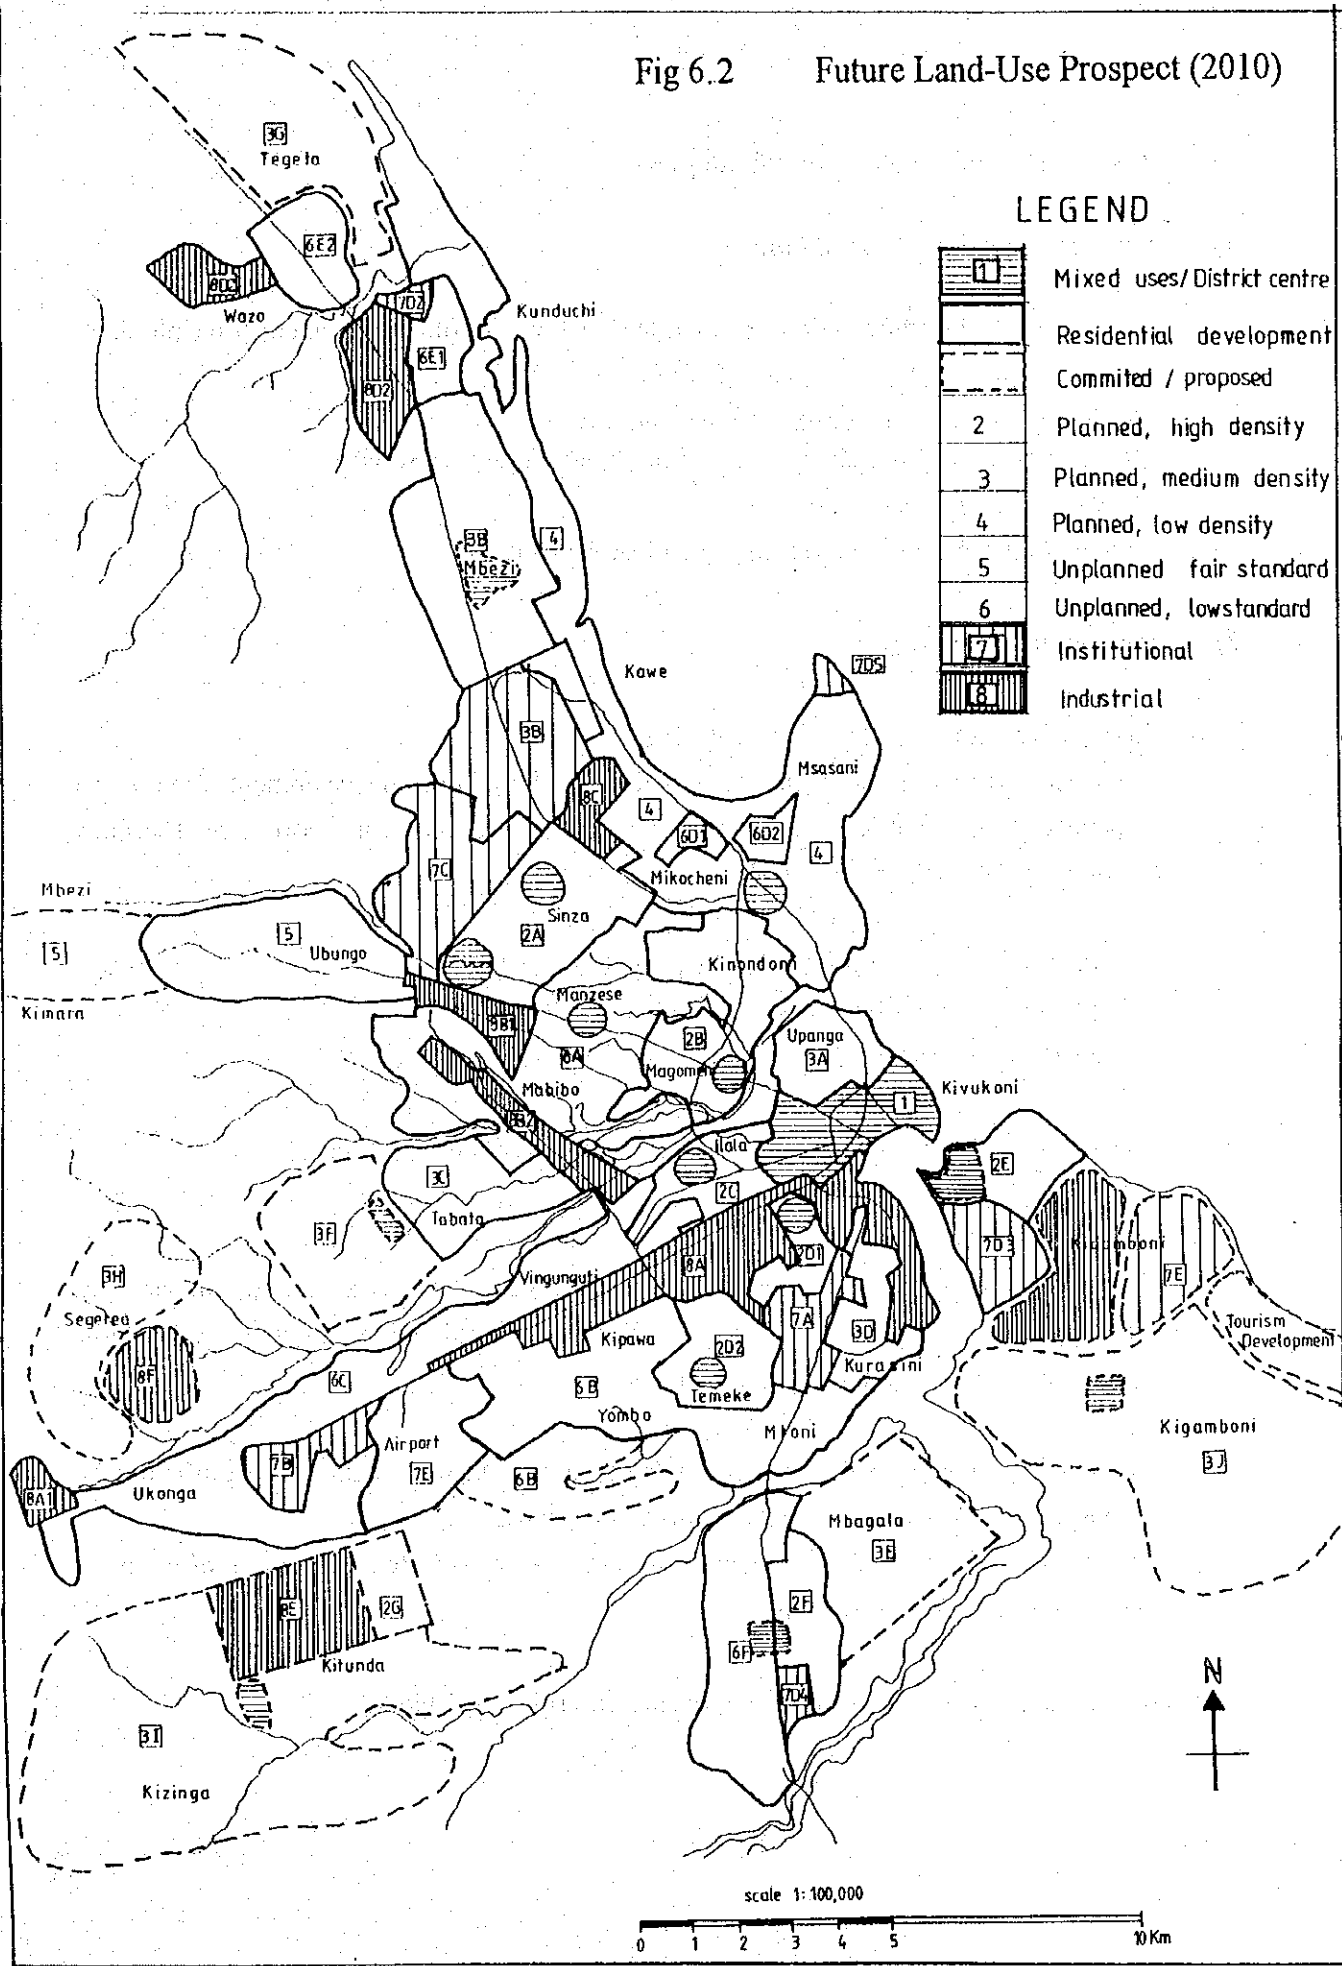 Fig 6.2 Future Land-Use Prospect (2010)
LEGEND
1 Mixed uses/District centre
Residential development
Commited / proposed
2 Planned, high density
3 Planned, medium density
4 Planned, low density
5 Unplanned fair standard
6 Unplanned, lowstandard
7 Institutional
8 Industrial
3G
Tegeta
6E2
Wazo
7D2
Kunduchi
6E1
8D2
3B
Mbezi
4
Kawe
7D5
3B
Msasani
8C
4
6D1
6D2
4
7C
Mikocheni
Mbezi
5
5
Ubungo
Sinza
2A
Kinondoni
Kimara
Manzese
2B
Upanga
3A
Magomeni
Mabibo
Kivukoni
1
8B2
Ilala
2E
3C
2C
Tabata
3F
7D3
Kigamboni
7E
3H
Segerea
Vingunguti
8A
2D1
7A
3D
Tourism
Development
Kipawa
2D2
Kurasini
8F
6C
6B
Temeke
Kigamboni
3J
Yombo
Mtoni
Airport
7E
7B
6B
8A1
Ukonga
Mbagala
3E
8E
2G
2F
6F
Kitunda
7D4
3I
Kizinga
N
scale 1:100,000
0 1 2 3 4 5 10 Km